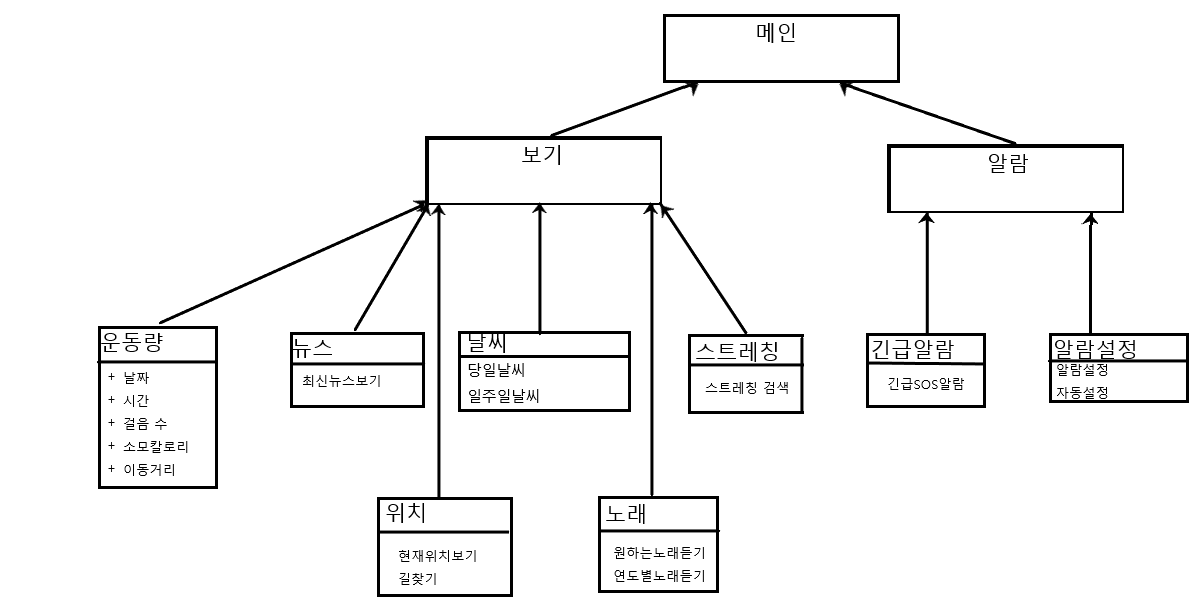 메인
보기
알람
운동량
+ 날짜
+ 시간
+ 걸음 수
+ 소모칼로리
+ 이동거리
뉴스
최신뉴스보기
날씨
당일날씨
일주일날씨
스트레칭
스트레칭 검색
긴급알람
긴급SOS알람
알람설정
알람설정
자동설정
위치
현재위치보기
길찾기
노래
원하는노래듣기
연도별노래듣기